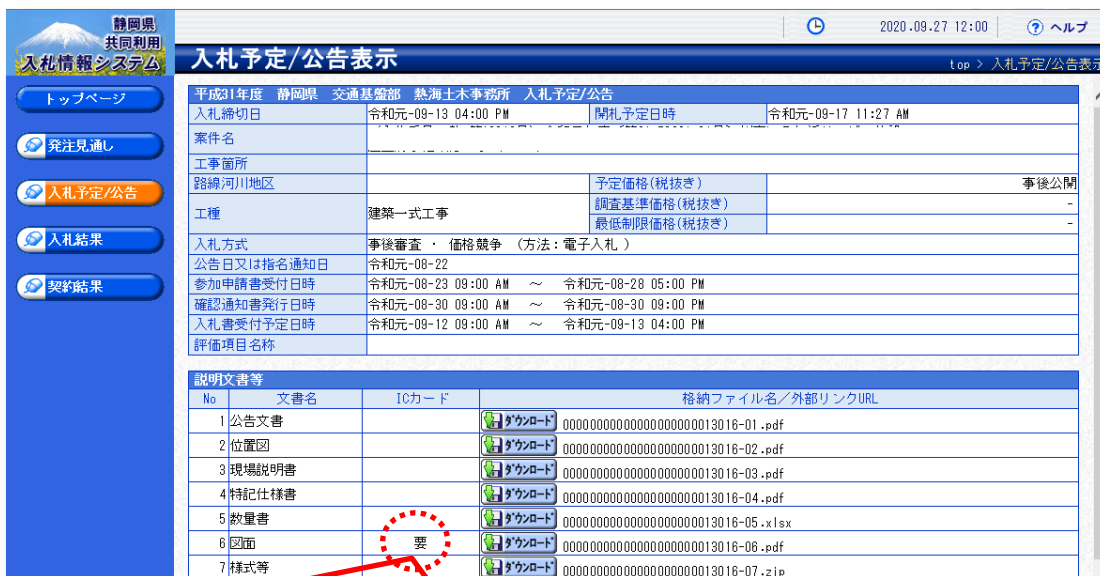 静岡県
共同利用
入札情報システム
2020.09.27 12:00
ヘルプ
入札予定/公告表示
top > 入札予定/公告表示
トップページ
発注見通し
入札予定/公告
入札結果
契約結果
平成31年度 静岡県 交通基盤部 熱海土木事務所 入札予定/公告
入札締切日 令和元-09-13 04:00 PM 開札予定日時 令和元-09-17 11:27 AM
案件名
工事箇所
路線河川地区 予定価格(税抜き) 事後公開
工種 建築一式工事 調査基準価格(税抜き) -
最低制限価格(税抜き) -
入札方式 事後審査 ・ 価格競争 (方法：電子入札 )
公告日又は指名通知日 令和元-08-22
参加申請書受付日時 令和元-08-23 09:00 AM ～ 令和元-08-28 05:00 PM
確認通知書発行日時 令和元-08-30 09:00 AM ～ 令和元-08-30 09:00 PM
入札書受付予定日時 令和元-09-12 09:00 AM ～ 令和元-09-13 04:00 PM
評価項目名称
説明文書等
No 文書名 ICカード 格納ファイル名／外部リンクURL
1 公告文書 ダウンロード 00000000000000000000013016-01.pdf
2 位置図 ダウンロード 00000000000000000000013016-02.pdf
3 現場説明書 ダウンロード 00000000000000000000013016-03.pdf
4 特記仕様書 ダウンロード 00000000000000000000013016-04.pdf
5 数量書 ダウンロード 00000000000000000000013016-05.xlsx
6 図面 要 ダウンロード 00000000000000000000013016-06.pdf
7 様式等 ダウンロード 00000000000000000000013016-07.zip